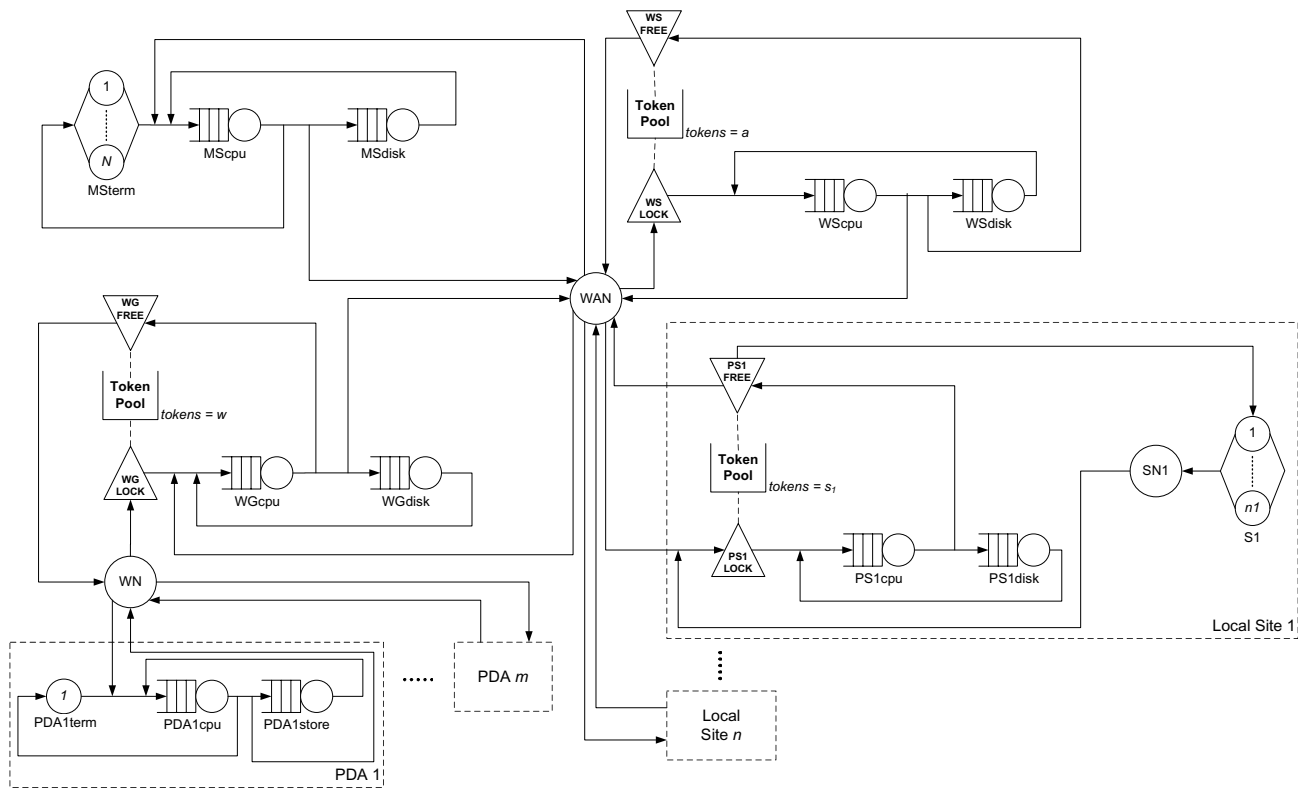 WS
FREE
Token
Pool
tokens = a
WS
LOCK
WScpu
WSdisk
1
N
MSterm
MScpu
MSdisk
WAN
WG
FREE
Token
Pool
tokens = w
WG
LOCK
WGcpu
WGdisk
WN
PS1
FREE
Token
Pool
tokens = s₁
PS1
LOCK
PS1cpu
PS1disk
SN1
1
n1
S1
Local Site 1
1
PDA1term
PDA1cpu
PDA1store
PDA 1
PDA m
Local
Site n